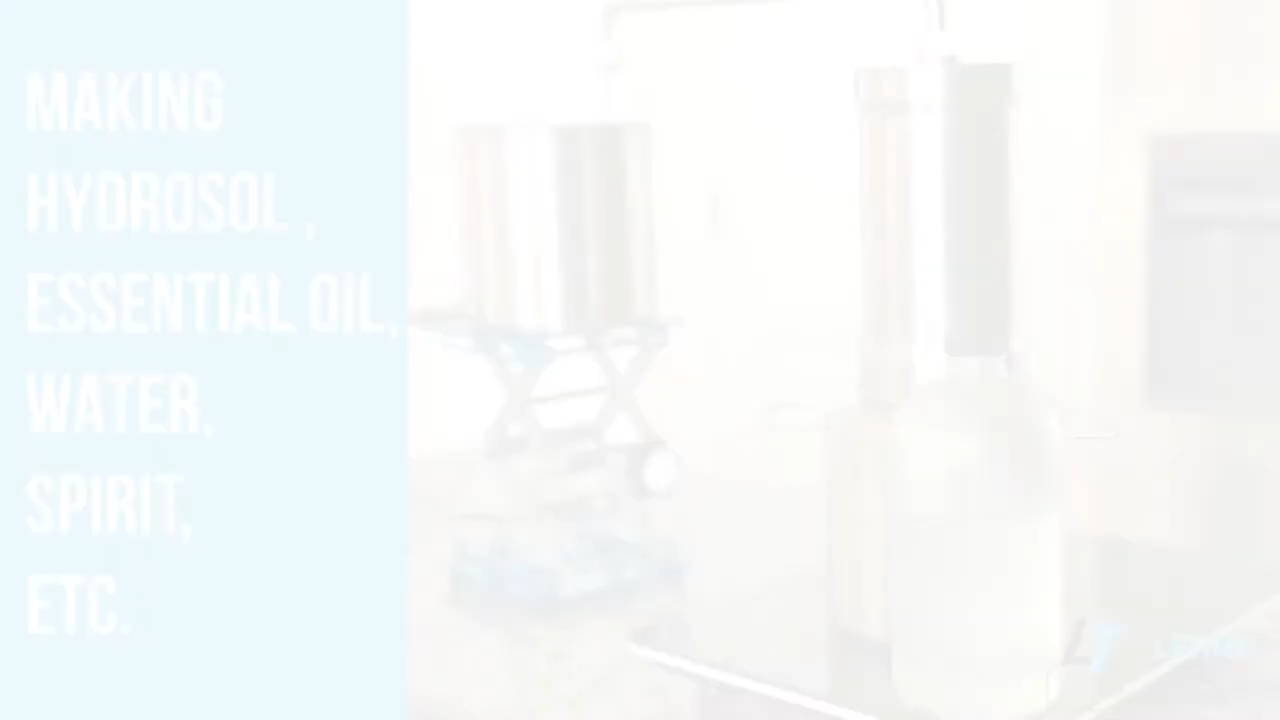 MAKING
HYDROSOL ,
ESSENTIAL OIL,
WATER,
SPIRIT,
ETC.